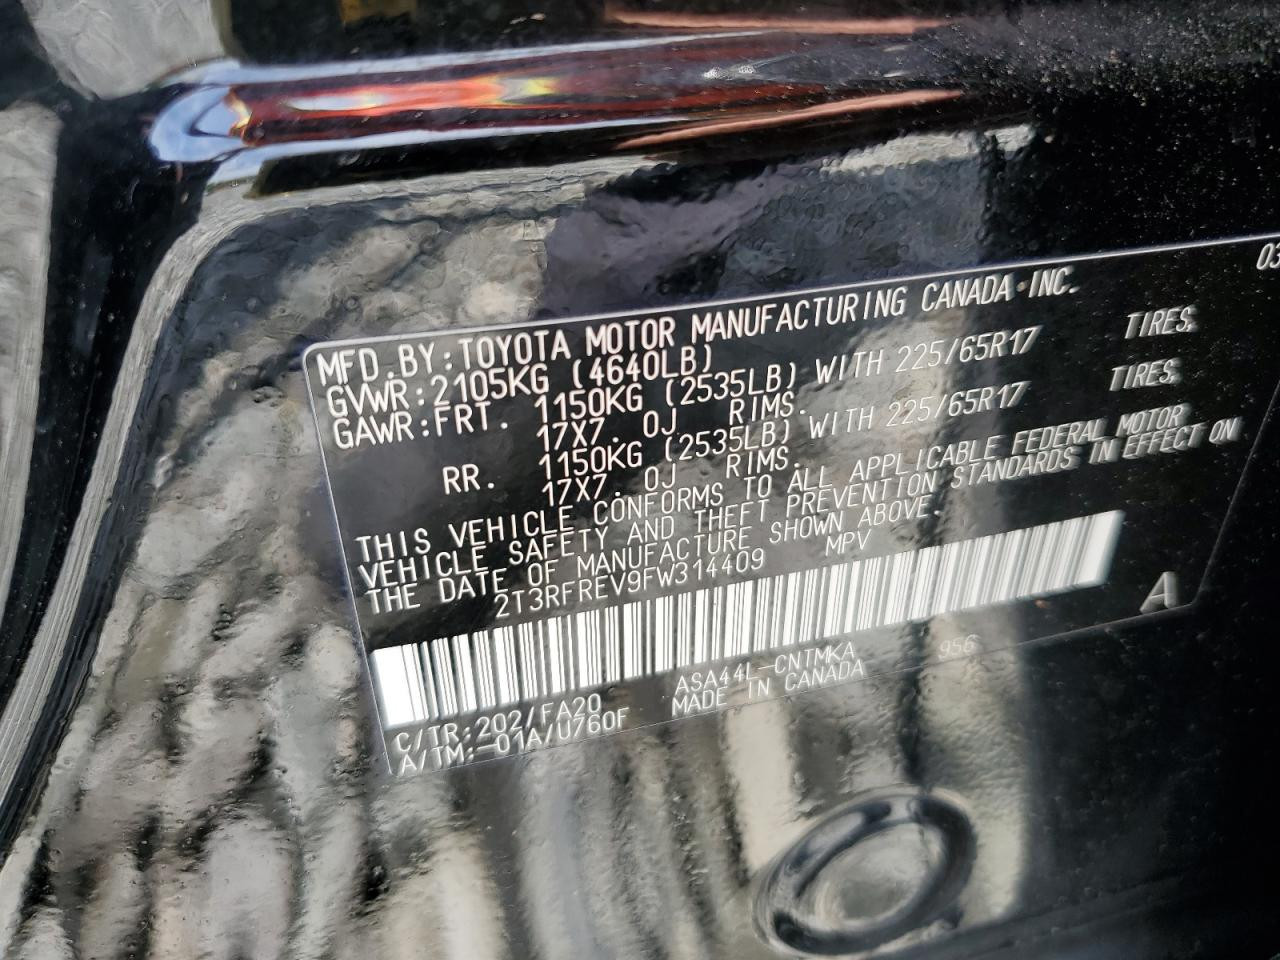 03
MFD.BY:TOYOTA MOTOR MANUFACTURING CANADA INC.
GVWR:2105KG (4640LB)
GAWR:FRT. 1150KG (2535LB) WITH 225/65R17 TIRES.
17X7.0J RIMS.
RR. 1150KG (2535LB) WITH 225/65R17 TIRES.
17X7.0J RIMS.
THIS VEHICLE CONFORMS TO ALL APPLICABLE FEDERAL MOTOR
VEHICLE SAFETY AND THEFT PREVENTION STANDARDS IN EFFECT ON
THE DATE OF MANUFACTURE SHOWN ABOVE.
2T3RFREV9FW314409 MPV
A
C/TR:202/FA20 ASA44L-CNTMKA 956
A/TM:-01A/U760F MADE IN CANADA